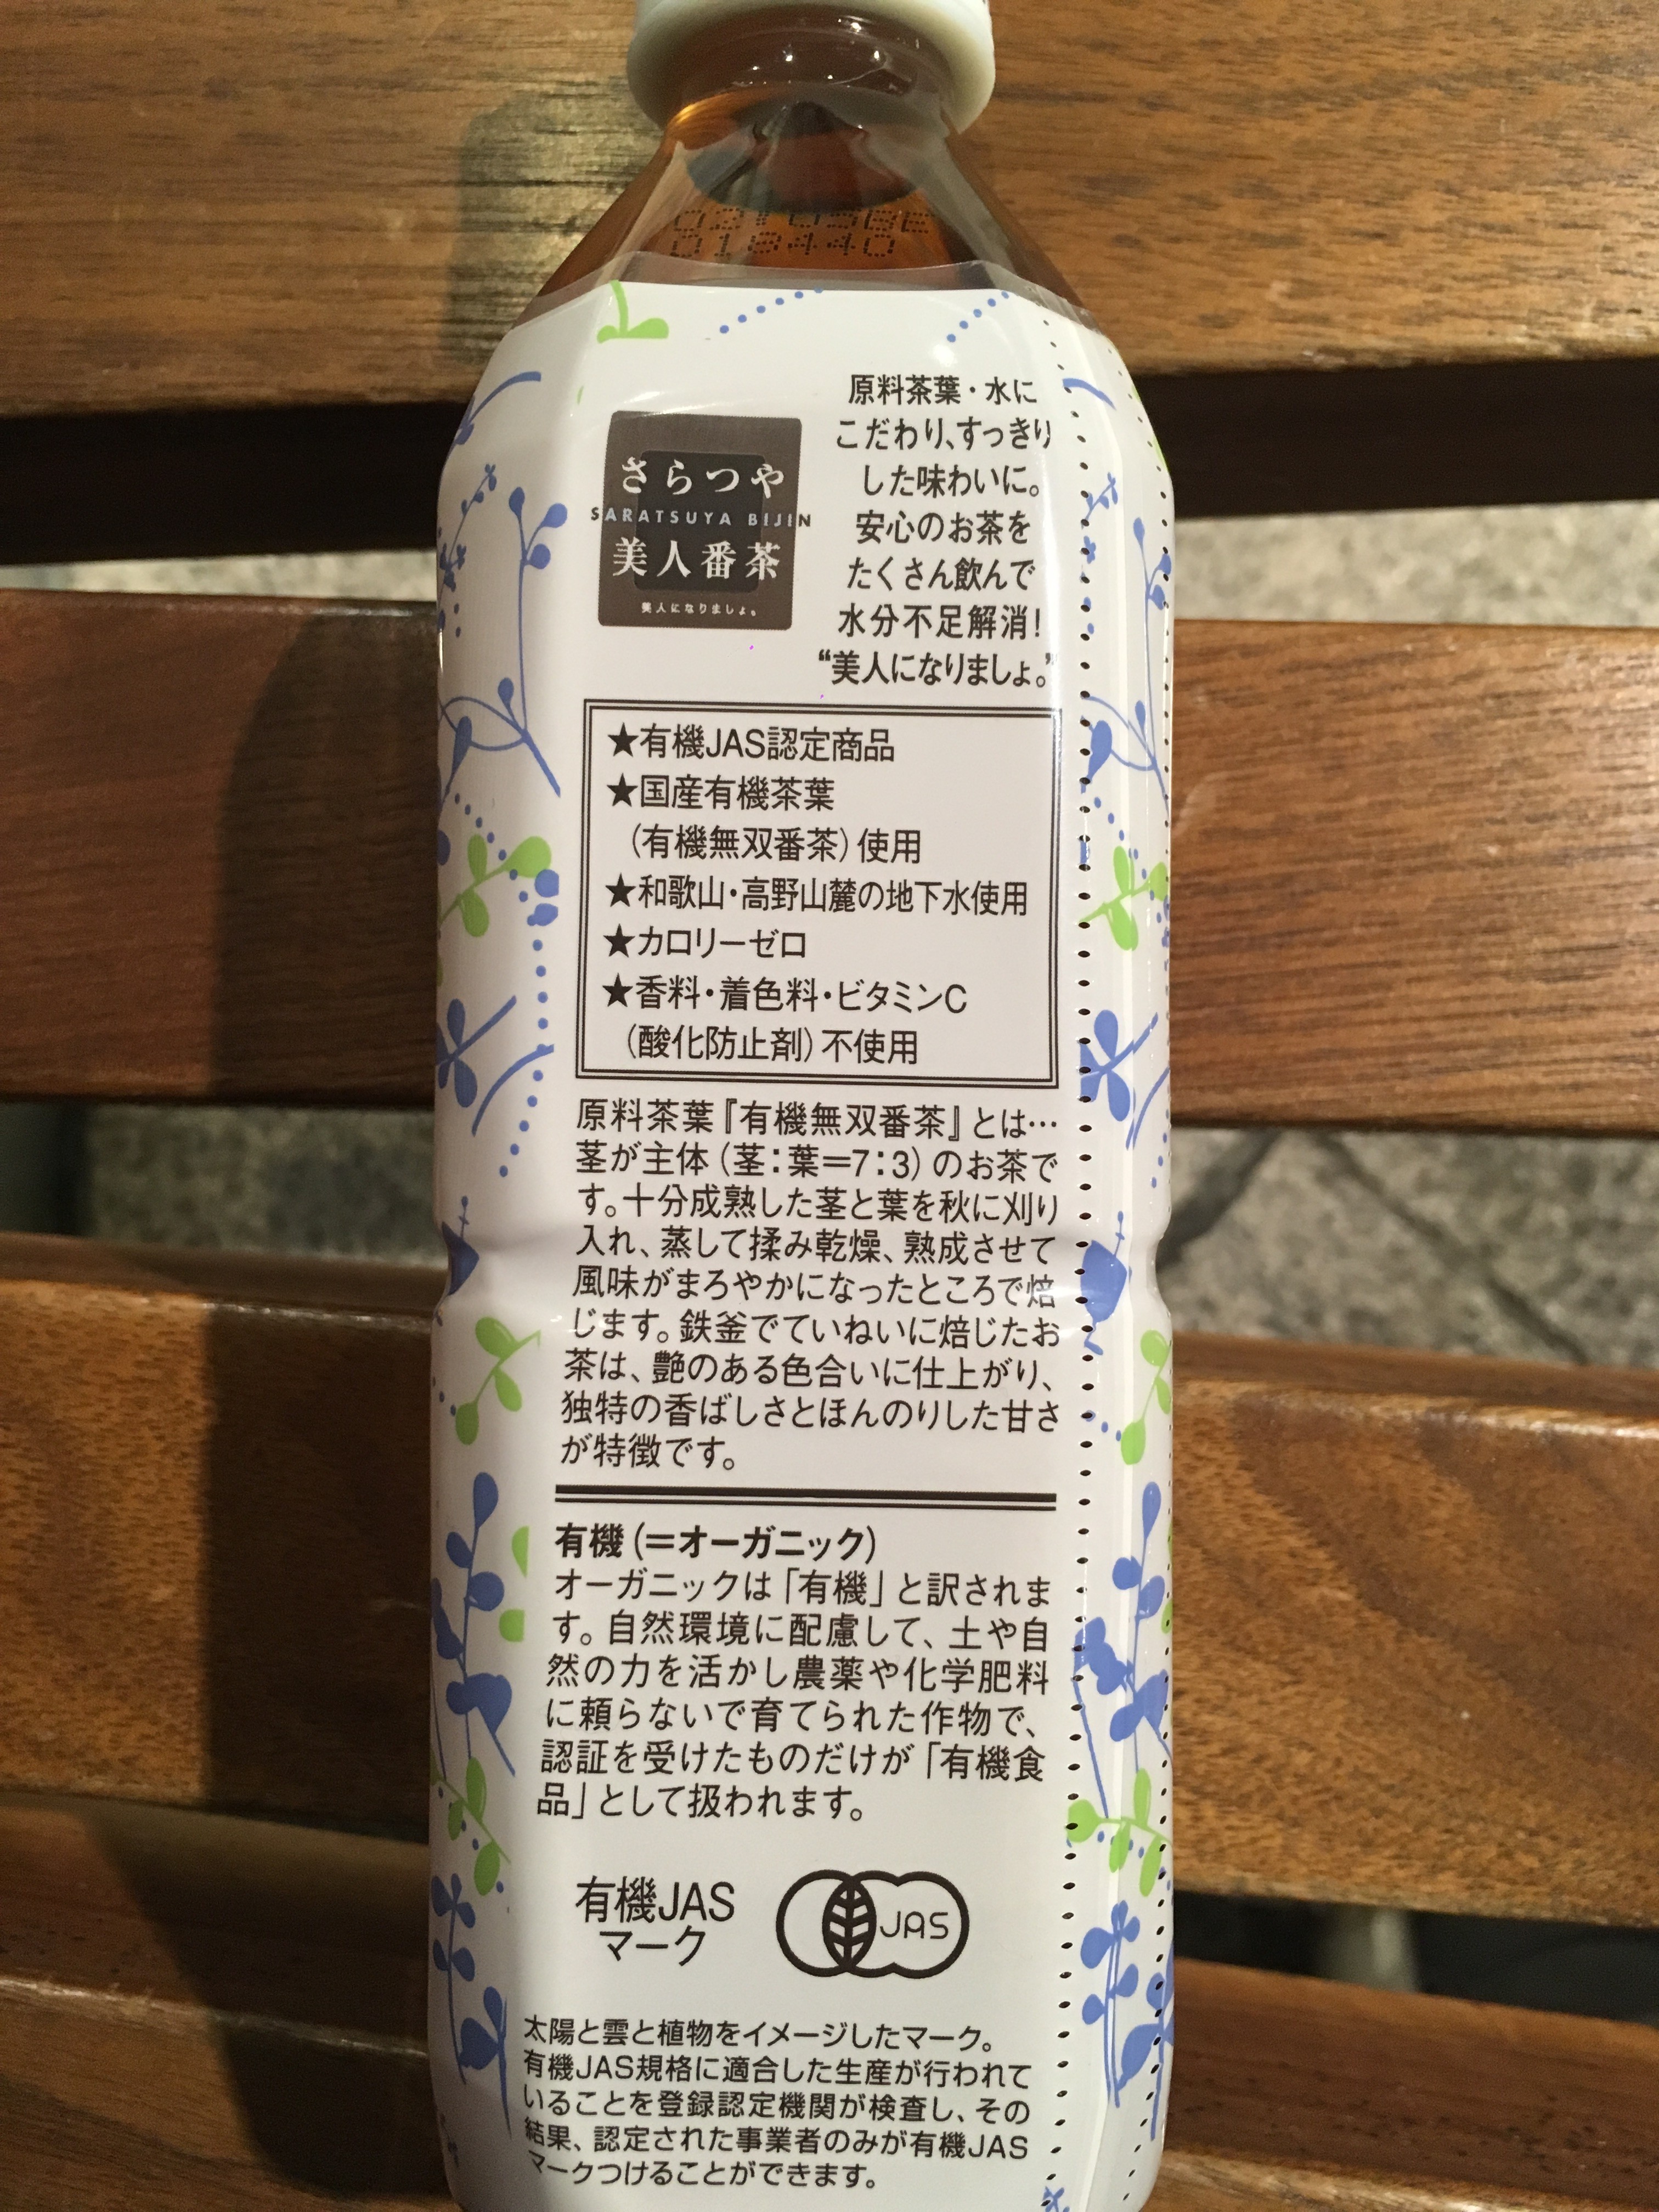 018440
さらつや
SARATSUYA BIJIN
美人番茶
美人になりましょ。
原料茶葉・水に
こだわり、すっきり
した味わいに。
安心のお茶を
たくさん飲んで
水分不足解消!
“美人になりましょ。”
★有機JAS認定商品
★国産有機茶葉
(有機無双番茶)使用
★和歌山・高野山麓の地下水使用
★カロリーゼロ
★香料・着色料・ビタミンC
(酸化防止剤)不使用
原料茶葉『有機無双番茶』とは…
茎が主体(茎:葉=7:3)のお茶で
す。十分成熟した茎と葉を秋に刈り
入れ、蒸して揉み乾燥、熟成させて
風味がまろやかになったところで焙
じます。鉄釜でていねいに焙じたお
茶は、艶のある色合いに仕上がり、
独特の香ばしさとほんのりした甘さ
が特徴です。
有機(=オーガニック)
オーガニックは「有機」と訳されま
す。自然環境に配慮して、土や自
然の力を活かし農薬や化学肥料
に頼らないで育てられた作物で、
認証を受けたものだけが「有機食
品」として扱われます。
有機JAS
マーク
JAS
太陽と雲と植物をイメージしたマーク。
有機JAS規格に適合した生産が行われて
いることを登録認定機関が検査し、その
結果、認定された事業者のみが有機JAS
マークつけることができます。